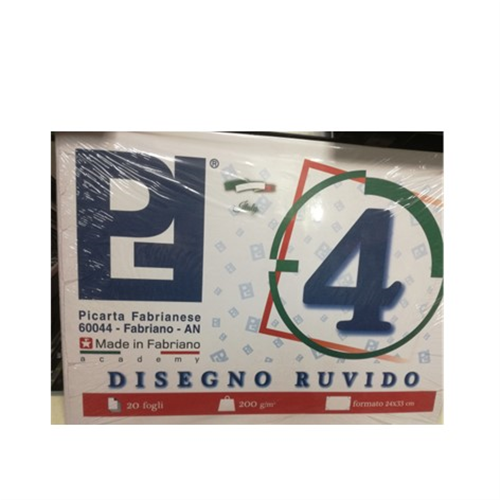 PF
®
4
Picarta Fabrianese
60044 - Fabriano - AN
Made in Fabriano
academy
DISEGNO RUVIDO
20 fogli
200 g/m²
formato 24x33 cm